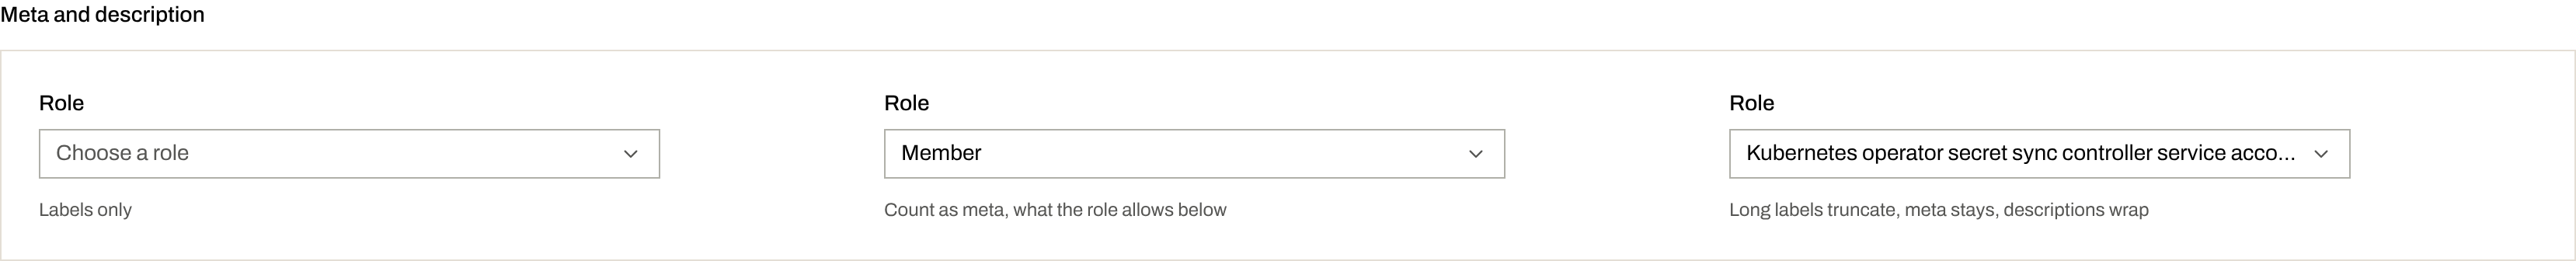 Meta and description
Role
Choose a role
Labels only
Role
Member
Count as meta, what the role allows below
Role
Kubernetes operator secret sync controller service acco...
Long labels truncate, meta stays, descriptions wrap